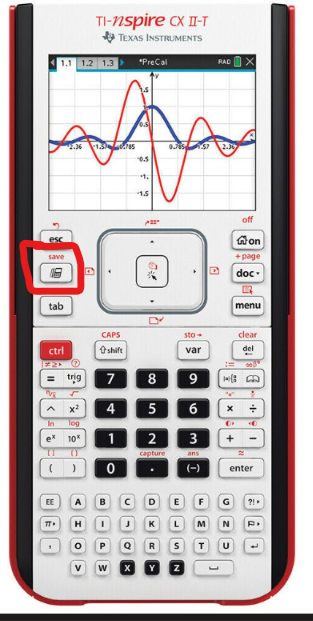 TI-nspire CX II-T
TEXAS INSTRUMENTS
1.1 1.2 1.3 *PreCal RAD
y
1.5
-2.36 -1.57 -0.785 0.785 1.57 2.36 x
-0.5
-1.5
off
esc on
save + page
doc
tab menu
CAPS sto clear
ctrl shift var del
= trig 7 8 9
^ x² 4 5 6 × ÷
ln log
eˣ 10ˣ 1 2 3 + −
capture ans ≈
( ) 0 . (−) enter
EE A B C D E F G ?!
π H I J K L M N
, O P Q R S T U
V W X Y Z